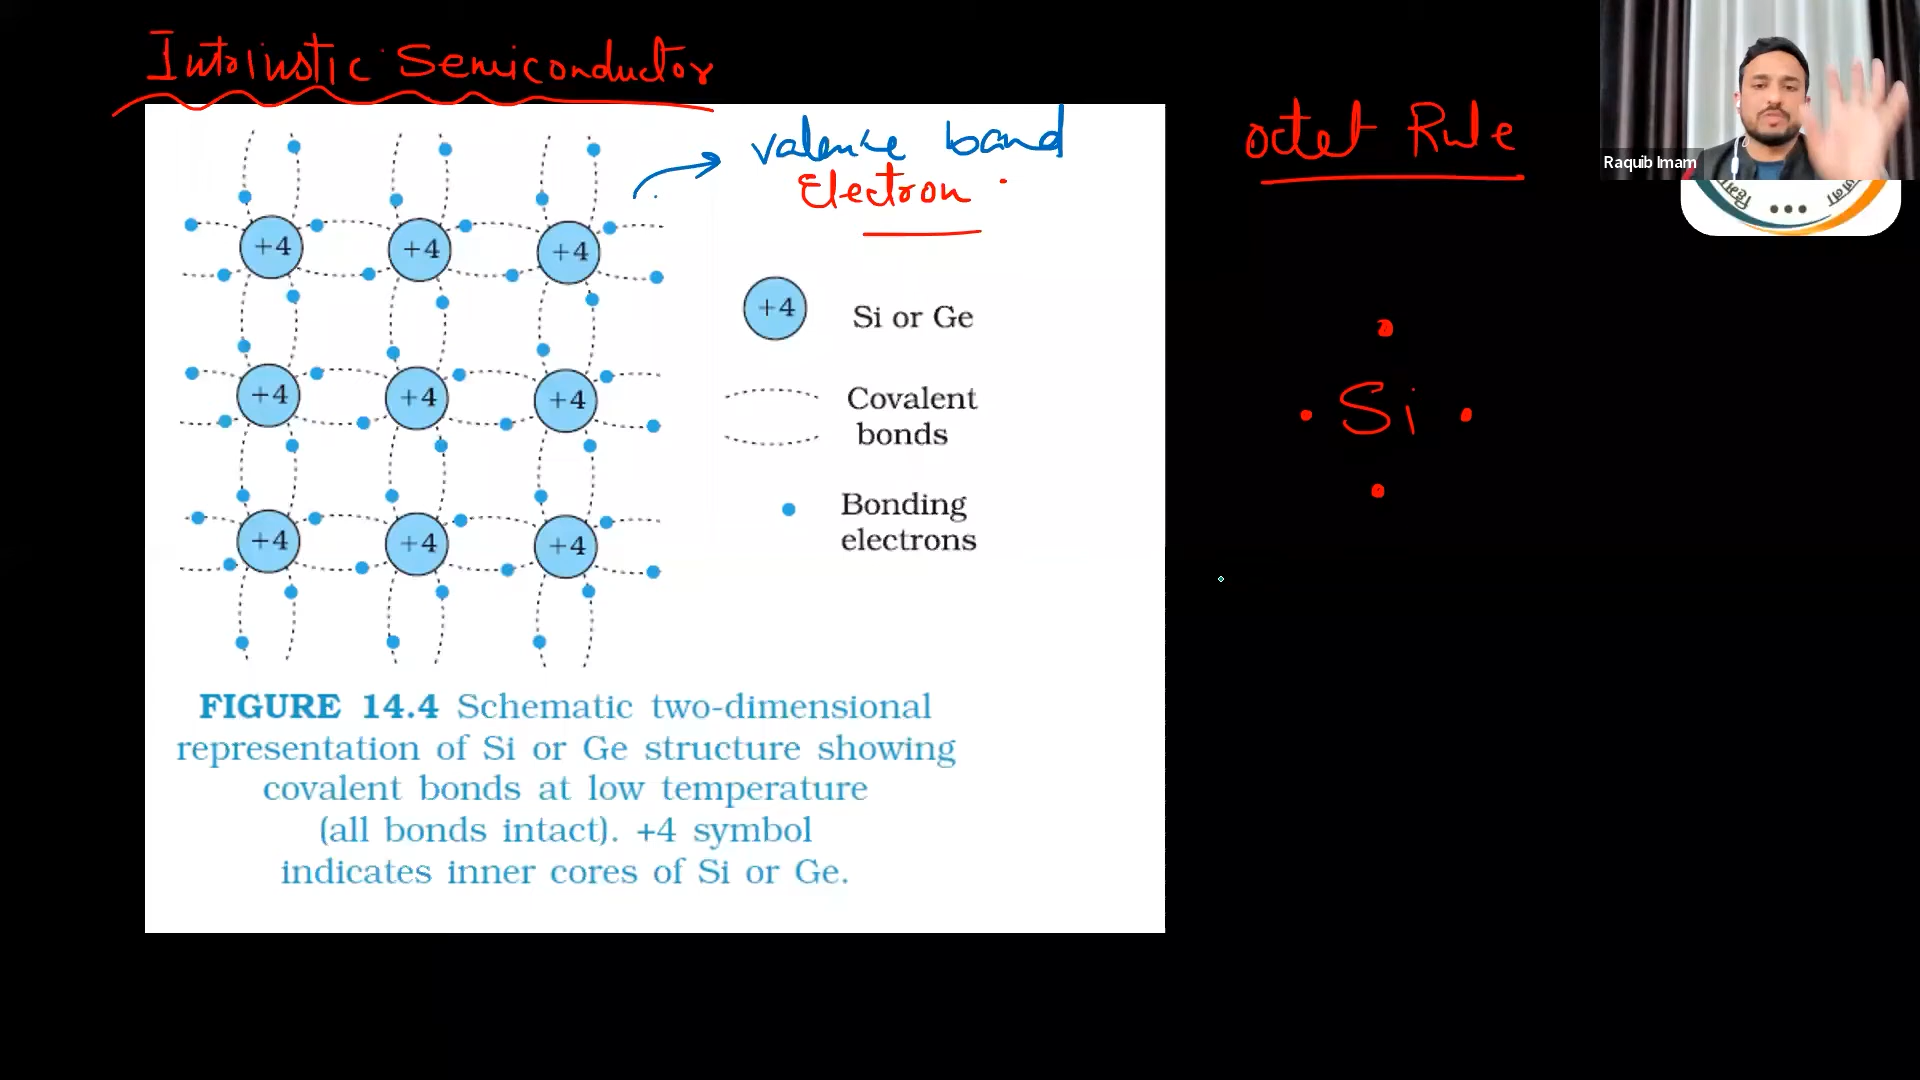 Intrinstic Semiconductor
valence band
Electron
Octet Rule
Raquib Imam
+4 +4 +4
+4 Si or Ge
+4 +4 +4
Covalent
bonds
Bonding
electrons
+4 +4 +4
Si
FIGURE 14.4 Schematic two-dimensional
representation of Si or Ge structure showing
covalent bonds at low temperature
(all bonds intact). +4 symbol
indicates inner cores of Si or Ge.